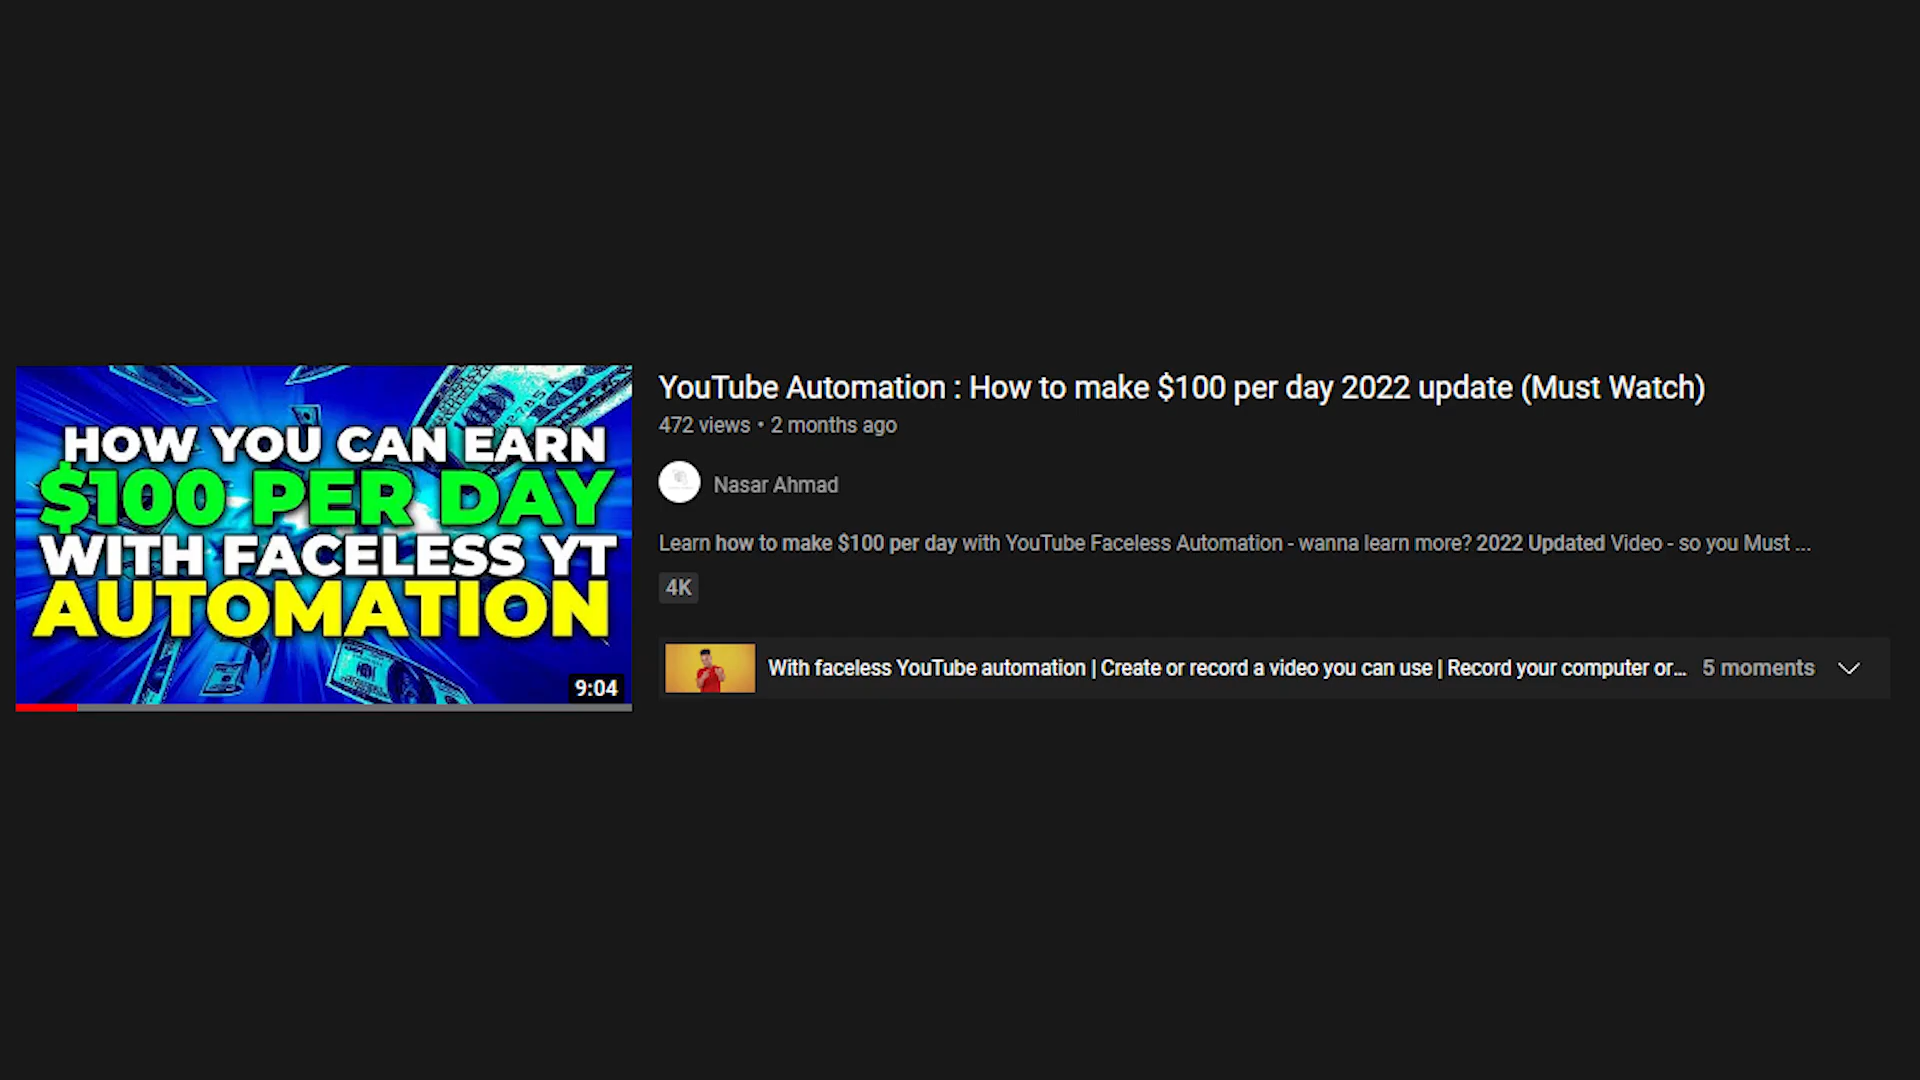 HOW YOU CAN EARN
$100 PER DAY
WITH FACELESS YT
AUTOMATION
9:04
YouTube Automation : How to make $100 per day 2022 update (Must Watch)
472 views • 2 months ago
Nasar Ahmad
Learn how to make $100 per day with YouTube Faceless Automation - wanna learn more? 2022 Updated Video - so you Must ...
4K
With faceless YouTube automation | Create or record a video you can use | Record your computer or... 5 moments